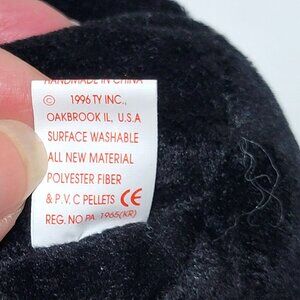 HANDMADE IN CHINA
© 1996 TY INC.,
OAKBROOK IL, U.S.A
SURFACE WASHABLE
ALL NEW MATERIAL
POLYESTER FIBER
& P.V.C PELLETS CE
REG. NO PA. 1965(KR)